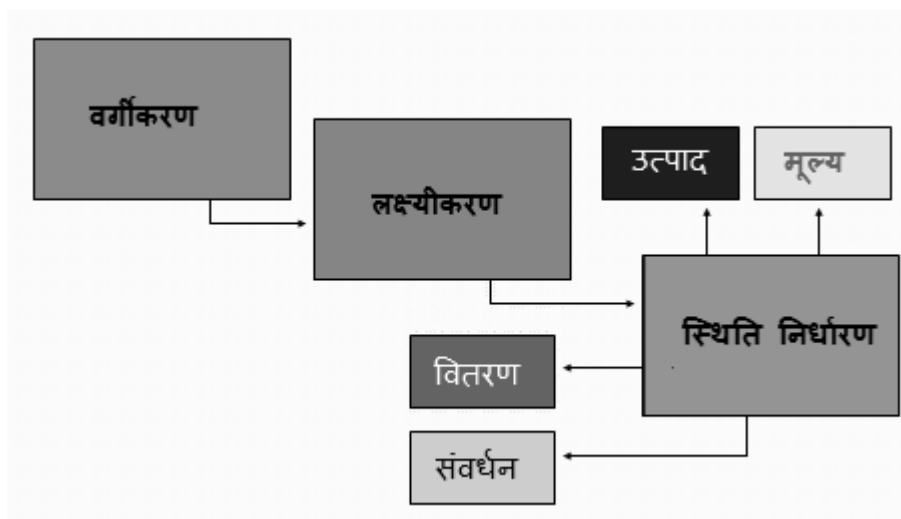 वर्गीकरण
लक्ष्यीकरण
उत्पाद
मूल्य
स्थिति निर्धारण
वितरण
संवर्धन